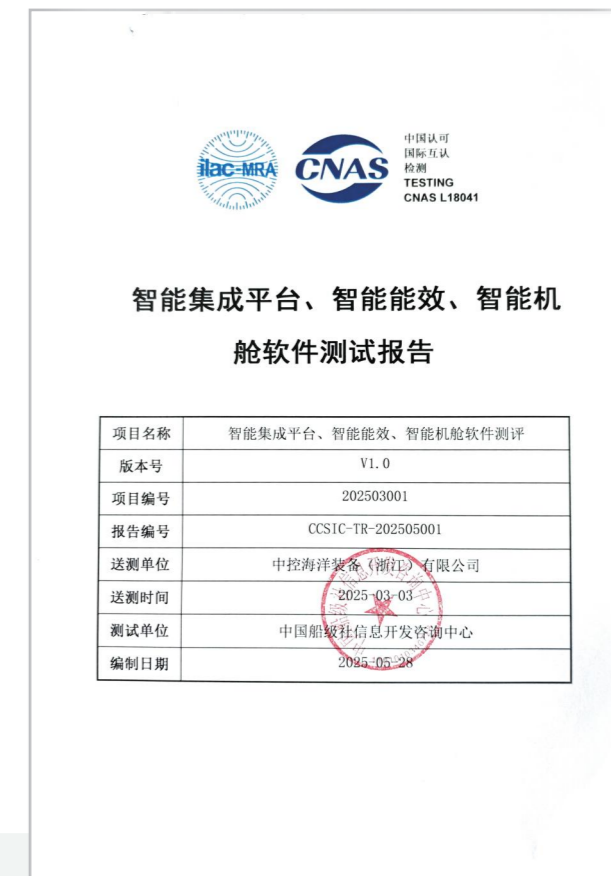 ilac-MRA
CNAS
中国认可
国际互认
检测
TESTING
CNAS L18041
智能集成平台、智能能效、智能机
舱软件测试报告
项目名称 智能集成平台、智能能效、智能机舱软件测评
版本号 V1.0
项目编号 202503001
报告编号 CCSIC-TR-202505001
送测单位 中控海洋装备（浙江）有限公司
送测时间 2025-03-03
测试单位 中国船级社信息开发咨询中心
编制日期 2025-05-28